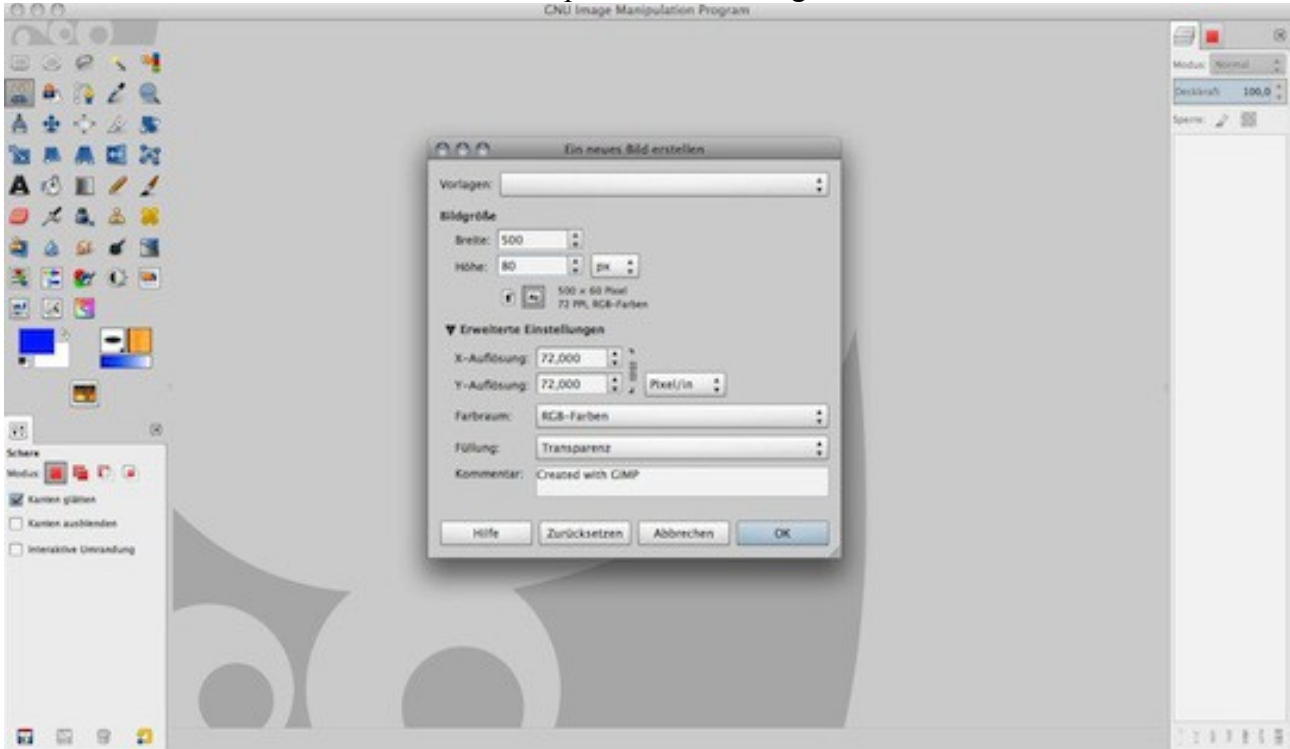 GNU Image Manipulation Program
Modus: Normal
Deckkraft 100,0
Sperre:
Ein neues Bild erstellen
Vorlagen:
Bildgröße
Breite: 500
Höhe: 80 px
500 × 60 Pixel
72 PPI, RGB-Farben
Erweiterte Einstellungen
X-Auflösung: 72,000
Y-Auflösung: 72,000 Pixel/in
Farbraum: RGB-Farben
Füllung: Transparenz
Kommentar: Created with GIMP
Hilfe Zurücksetzen Abbrechen OK
Schere
Modus:
Kanten glätten
Kanten ausblenden
Interaktive Umrandung